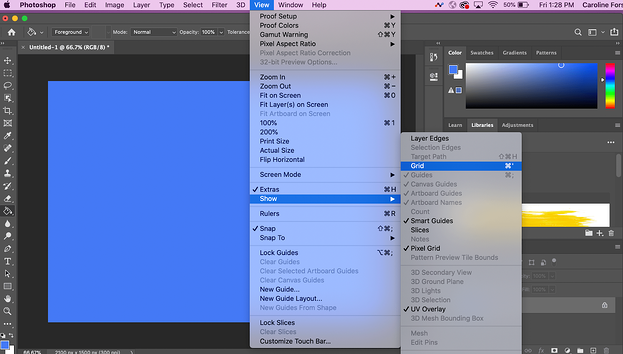 Photoshop File Edit Image Layer Type Select Filter 3D View Window Help 50% Fri 1:28 PM Caroline Fors
Foreground Mode: Normal Opacity: 100%
Untitled-1 @ 66.7% (RGB/8) *
Proof Setup
Proof Colors ⌘Y
Gamut Warning ⇧⌘Y
Pixel Aspect Ratio
Pixel Aspect Ratio Correction
32-bit Preview Options...
Zoom In ⌘+
Zoom Out ⌘−
Fit on Screen ⌘0
Fit Layer(s) on Screen
Fit Artboard on Screen
100% ⌘1
200%
Print Size
Actual Size
Flip Horizontal
Screen Mode
✓ Extras ⌘H
Show
Rulers ⌘R
✓ Snap ⇧⌘;
Snap To
Lock Guides ⌥⌘;
Clear Guides
Clear Selected Artboard Guides
Clear Canvas Guides
New Guide...
New Guide Layout...
New Guides From Shape
Lock Slices
Clear Slices
Customize Touch Bar...
Layer Edges
Selection Edges
Target Path ⇧⌘H
Grid ⌘'
✓ Guides ⌘;
✓ Canvas Guides
✓ Artboard Guides
✓ Artboard Names
Count
✓ Smart Guides
Slices
Notes
✓ Pixel Grid
Pattern Preview Tile Bounds
3D Secondary View
3D Ground Plane
3D Lights
3D Selection
✓ UV Overlay
3D Mesh Bounding Box
Mesh
Edit Pins
Color Swatches Gradients Patterns
Learn Libraries Adjustments
66.67% 2100 px x 1500 px (300 ppi)